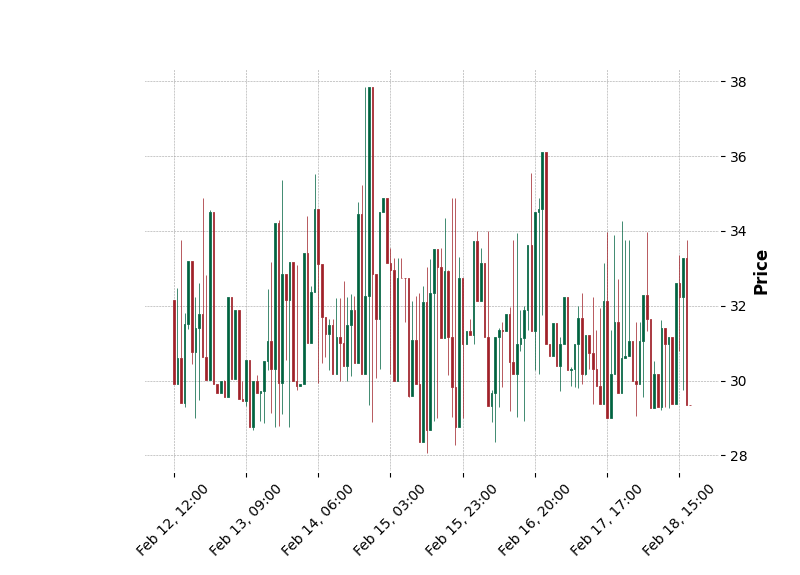 38
36
34
32
30
28
Price
Feb 12, 12:00
Feb 13, 09:00
Feb 14, 06:00
Feb 15, 03:00
Feb 15, 23:00
Feb 16, 20:00
Feb 17, 17:00
Feb 18, 15:00